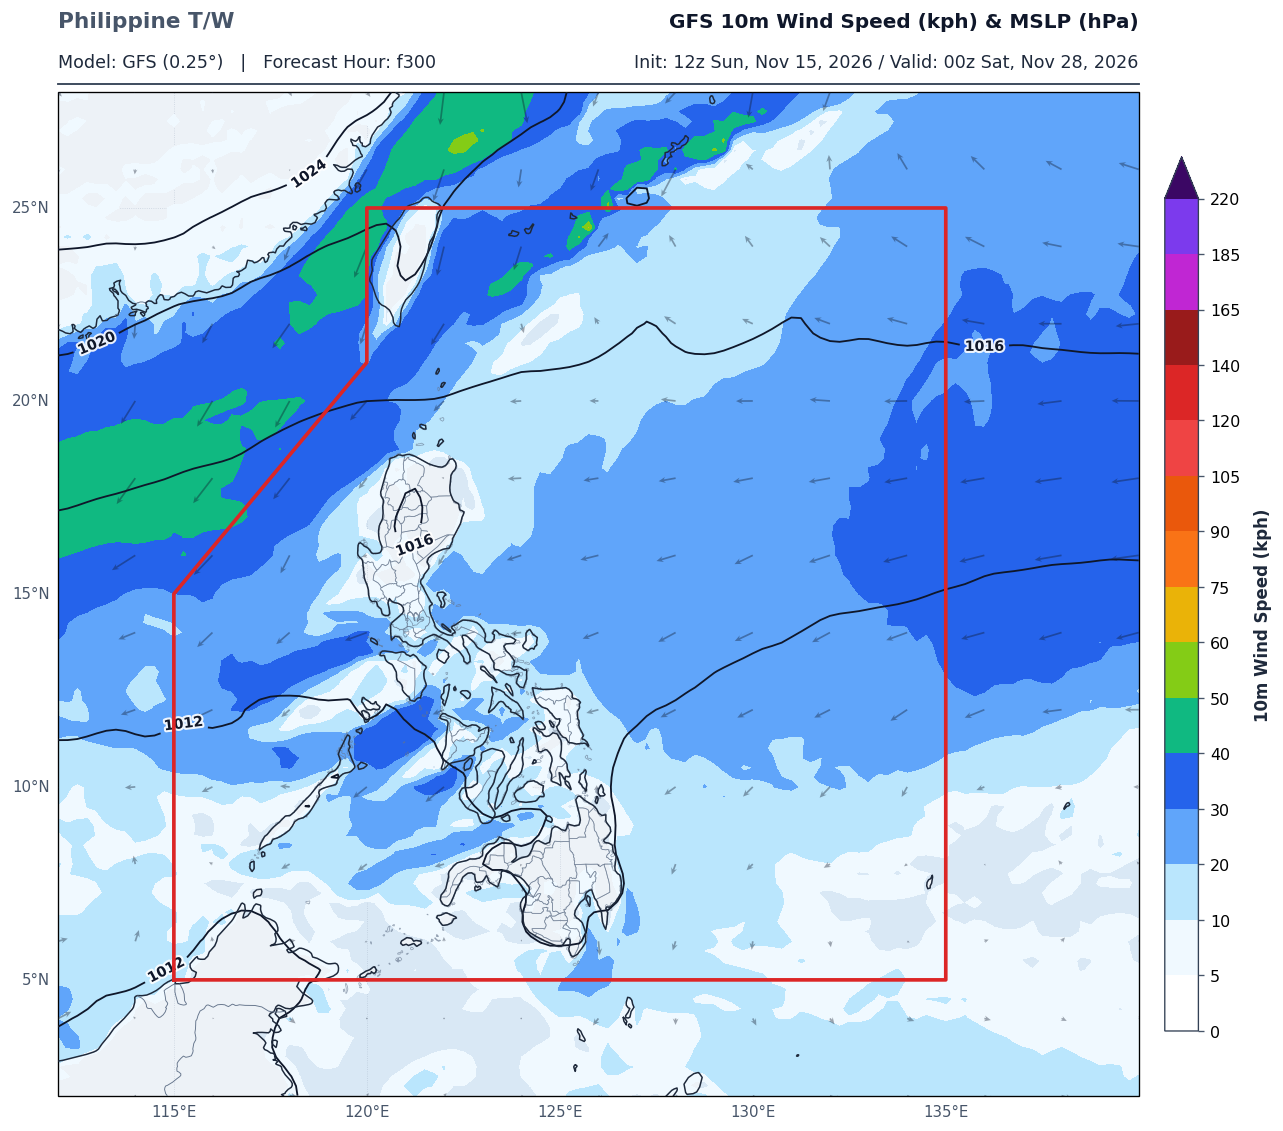 Philippine T/W
GFS 10m Wind Speed (kph) & MSLP (hPa)
Model: GFS (0.25°) | Forecast Hour: f300
Init: 12z Sun, Nov 15, 2026 / Valid: 00z Sat, Nov 28, 2026
1024
1020
1016
1016
1012
1012
25°N
20°N
15°N
10°N
5°N
115°E
120°E
125°E
130°E
135°E
220
185
165
140
120
105
90
75
60
50
40
30
20
10
5
0
10m Wind Speed (kph)